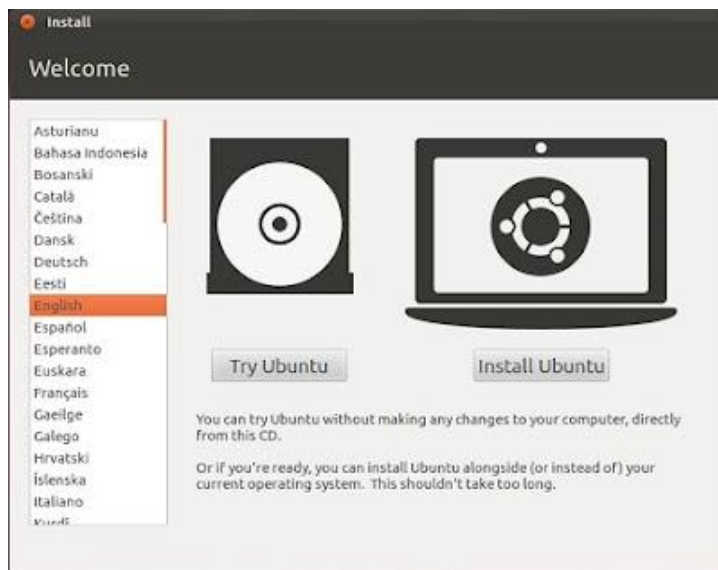 Install
Welcome
Asturianu
Bahasa Indonesia
Bosanski
Català
Čeština
Dansk
Deutsch
Eesti
English
Español
Esperanto
Euskara
Français
Gaeilge
Galego
Hrvatski
Íslenska
Italiano
Kurdî
Try Ubuntu
Install Ubuntu
You can try Ubuntu without making any changes to your computer, directly
from this CD.
Or if you're ready, you can install Ubuntu alongside (or instead of) your
current operating system. This shouldn't take too long.